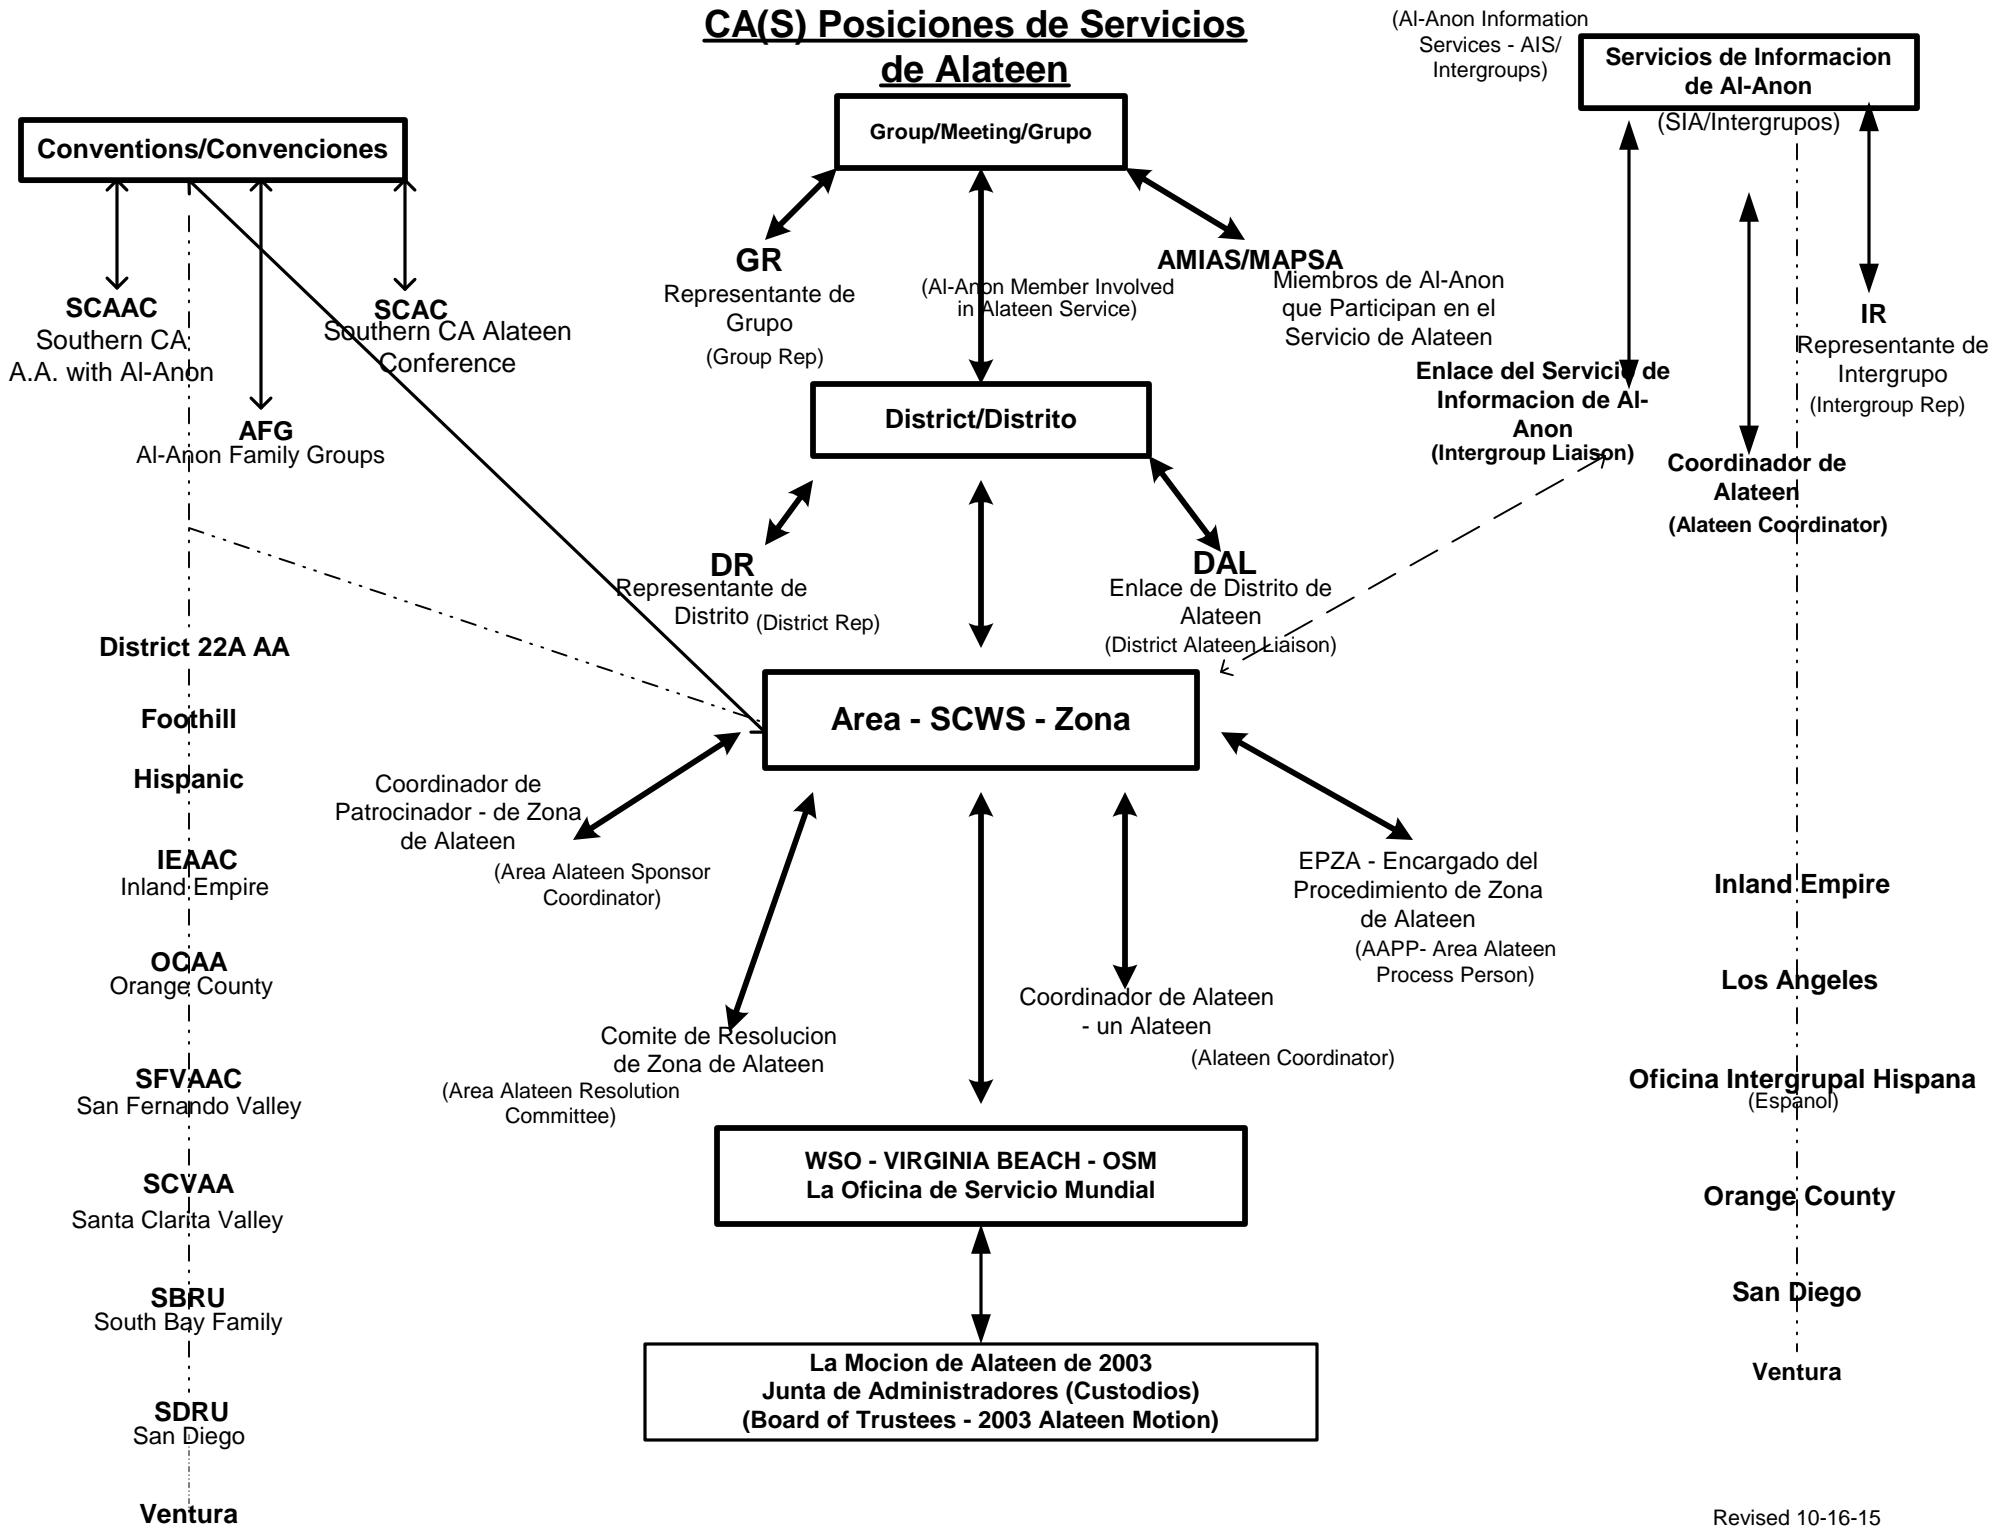 CA(S) Posiciones de Servicios
de Alateen
(Al-Anon Information
Services - AIS/
Intergroups)
Servicios de Informacion
de Al-Anon
(SIA/Intergrupos)
Conventions/Convenciones
Group/Meeting/Grupo
SCAAC
Southern CA
A.A. with Al-Anon
SCAC
Southern CA Alateen
Conference
AFG
Al-Anon Family Groups
GR
Representante de
Grupo
(Group Rep)
(Al-Anon Member Involved
in Alateen Service)
AMIAS/MAPSA
Miembros de Al-Anon
que Participan en el
Servicio de Alateen
Enlace del Servicio de
Informacion de Al-
Anon
(Intergroup Liaison)
IR
Representante de
Intergrupo
(Intergroup Rep)
Coordinador de
Alateen
(Alateen Coordinator)
District/Distrito
DR
Representante de
Distrito
(District Rep)
DAL
Enlace de Distrito de
Alateen
(District Alateen Liaison)
Area - SCWS - Zona
Coordinador de
Patrocinador - de Zona
de Alateen
(Area Alateen Sponsor
Coordinator)
Comite de Resolucion
de Zona de Alateen
(Area Alateen Resolution
Committee)
Coordinador de Alateen
- un Alateen
(Alateen Coordinator)
EPZA - Encargado del
Procedimiento de Zona
de Alateen
(AAPP- Area Alateen
Process Person)
WSO - VIRGINIA BEACH - OSM
La Oficina de Servicio Mundial
La Mocion de Alateen de 2003
Junta de Administradores (Custodios)
(Board of Trustees - 2003 Alateen Motion)
District 22A AA
Foothill
Hispanic
IEAAC
Inland Empire
OCAA
Orange County
SFVAAC
San Fernando Valley
SCVAA
Santa Clarita Valley
SBRU
South Bay Family
SDRU
San Diego
Ventura
Inland Empire
Los Angeles
Oficina Intergrupal Hispana
(Espanol)
Orange County
San Diego
Ventura
Revised 10-16-15